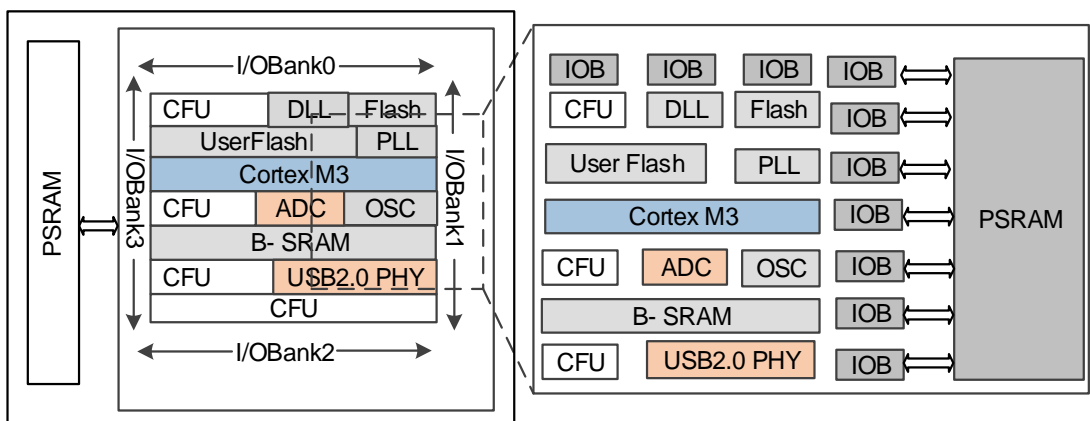 PSRAM
I/OBank0
I/OBank3
I/OBank1
CFU DLL Flash
UserFlash PLL
Cortex M3
CFU ADC OSC
B- SRAM
CFU USB2.0 PHY
CFU
I/OBank2
IOB IOB IOB IOB
CFU DLL Flash IOB
User Flash PLL IOB
Cortex M3 IOB
CFU ADC OSC IOB
B- SRAM IOB
CFU USB2.0 PHY IOB
PSRAM